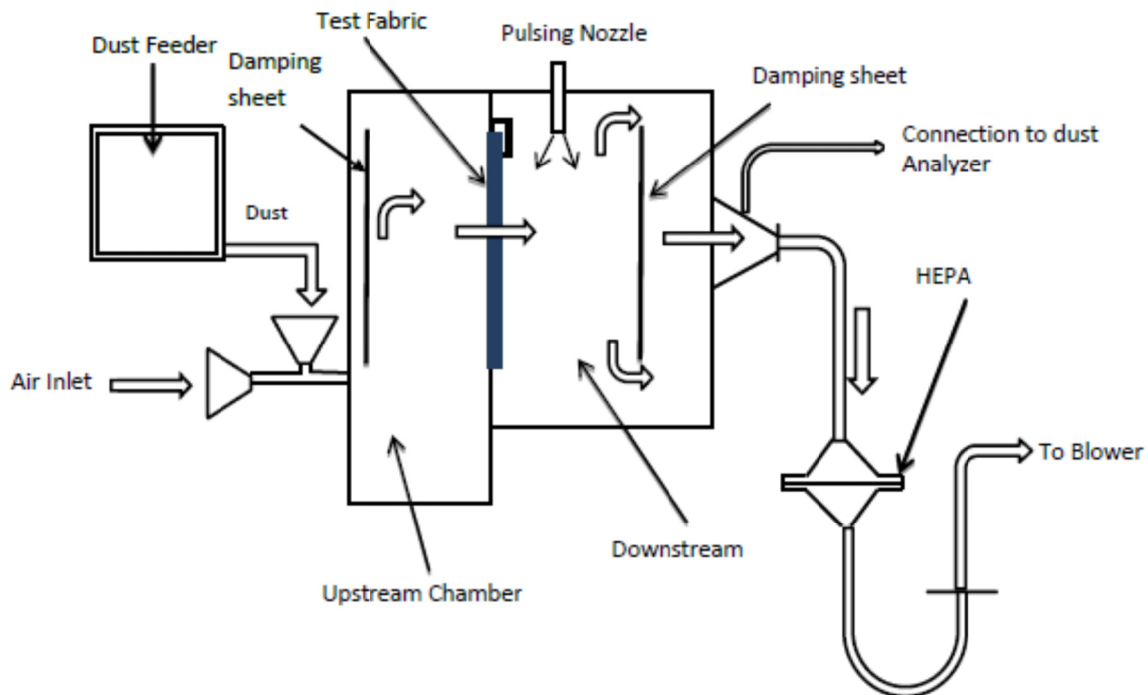 Test Fabric
Pulsing Nozzle
Dust Feeder
Damping
sheet
Damping sheet
Connection to dust
Analyzer
Dust
HEPA
Air Inlet
To Blower
Downstream
Upstream Chamber